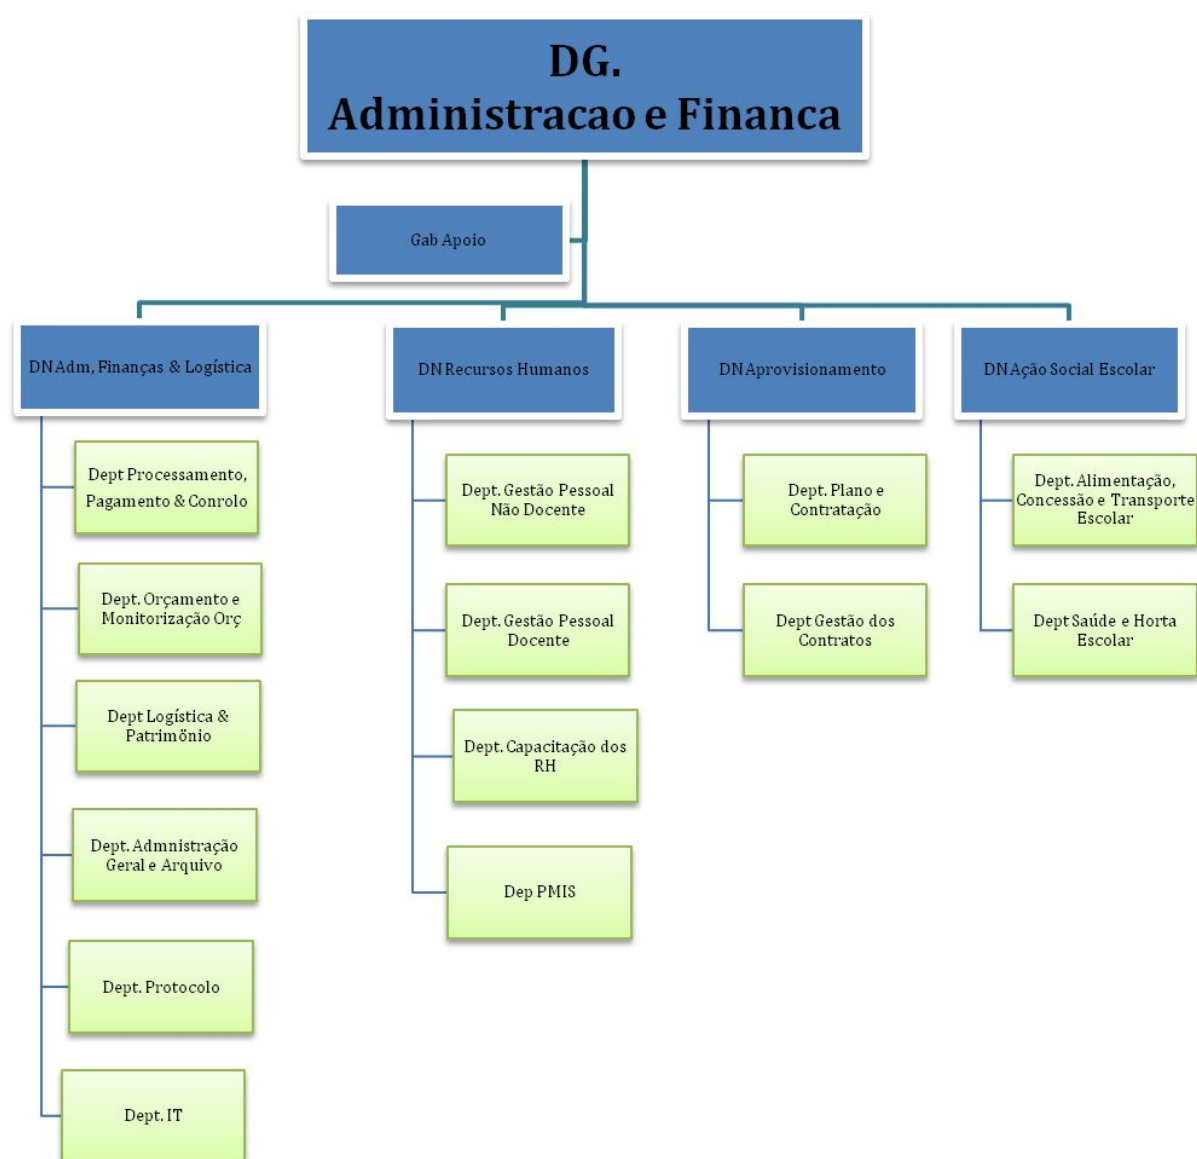 DG.
Administracao e Financa
Gab Apoio
DN Adm, Finanças & Logística
Dept Processamento,
Pagamento & Conrolo
Dept. Orçamento e
Monitorização Orç
Dept Logística &
Patrimônio
Dept. Admnistração
Geral e Arquivo
Dept. Protocolo
Dept. IT
DN Recursos Humanos
Dept. Gestão Pessoal
Não Docente
Dept. Gestão Pessoal
Docente
Dept. Capacitação dos
RH
Dep PMIS
DN Aprovisionamento
Dept. Plano e
Contratação
Dept Gestão dos
Contratos
DN Ação Social Escolar
Dept. Alimentação,
Concessão e Transporte
Escolar
Dept Saúde e Horta
Escolar